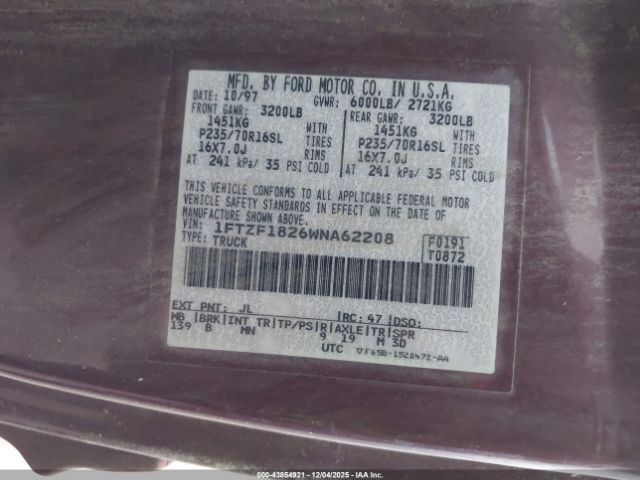 MFD. BY FORD MOTOR CO. IN U.S.A.
DATE: 10/97 GVWR: 6000LB/ 2721KG
FRONT GAWR: 3200LB REAR GAWR: 3200LB
1451KG WITH 1451KG WITH
P235/70R16SL TIRES P235/70R16SL TIRES
16X7.0J RIMS 16X7.0J RIMS
AT 241 kPa/ 35 PSI COLD AT 241 kPa/ 35 PSI COLD
THIS VEHICLE CONFORMS TO ALL APPLICABLE FEDERAL MOTOR
VEHICLE SAFETY STANDARDS IN EFFECT ON THE DATE OF
MANUFACTURE SHOWN ABOVE.
VIN: 1FTZF1826WNA62208 F0191
TYPE: TRUCK T0872
EXT PNT: JL RC: 47 DSO:
WB BRK INT TR TP/PS R AXLE TR SPR
139 B MN 9 19 M 3D
UTC F65B-1520472-AA
000-43854921 - 12/04/2025 - IAA Inc.